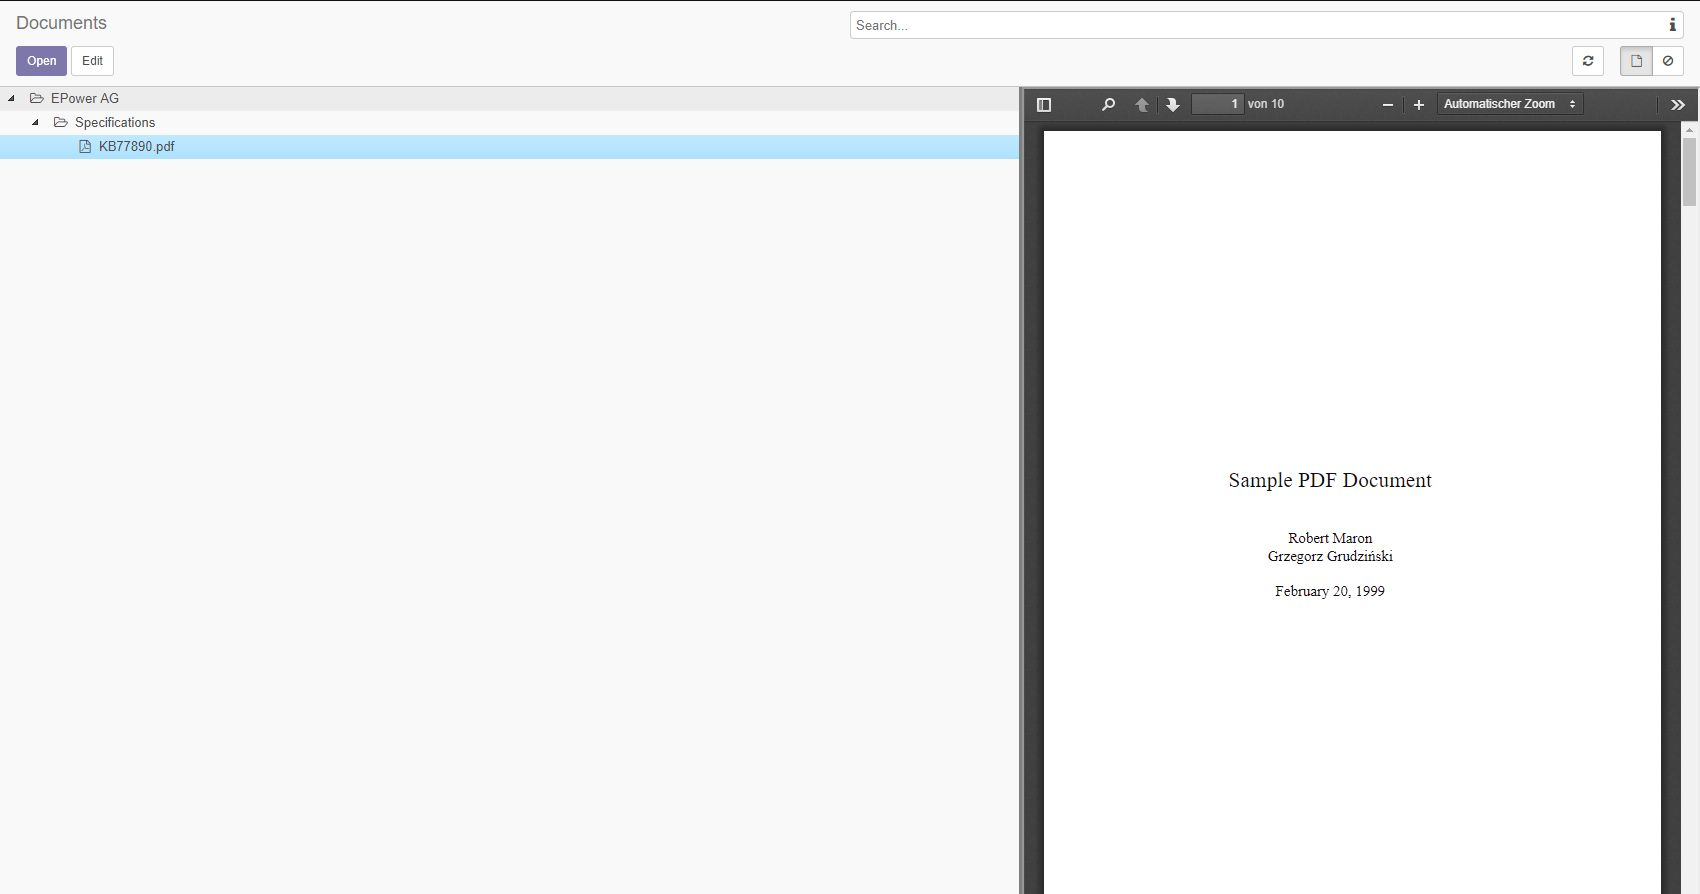 Documents
Search...
Open Edit
EPower AG
Specifications
KB77890.pdf
1 von 10 Automatischer Zoom
Sample PDF Document
Robert Maron
Grzegorz Grudziński
February 20, 1999